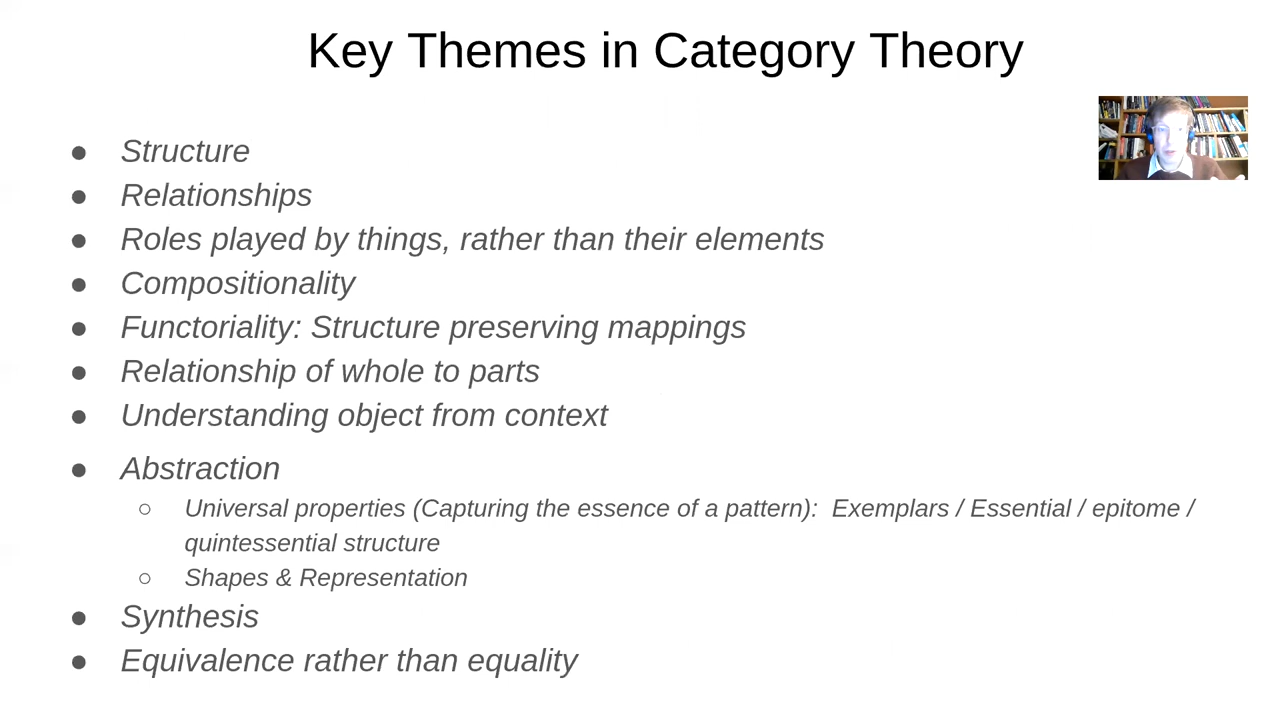 Key Themes in Category Theory
● Structure
● Relationships
● Roles played by things, rather than their elements
● Compositionality
● Functoriality: Structure preserving mappings
● Relationship of whole to parts
● Understanding object from context
● Abstraction
○ Universal properties (Capturing the essence of a pattern): Exemplars / Essential / epitome /
quintessential structure
○ Shapes & Representation
● Synthesis
● Equivalence rather than equality